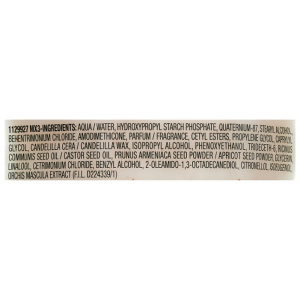 1129927 MX3-INGREDIENTS: AQUA / WATER, HYDROXYPROPYL STARCH PHOSPHATE, QUATERNIUM-87, STEARYL ALCOHOL,
BEHENTRIMONIUM CHLORIDE, AMODIMETHICONE, PARFUM / FRAGRANCE, CETYL ESTERS, PROPYLENE GLYCOL, CAPRYLYL
GLYCOL, CANDELILLA CERA / CANDELILLA WAX, ISOPROPYL ALCOHOL, PHENOXYETHANOL, TRIDECETH-6, RICINUS
COMMUNIS SEED OIL / CASTOR SEED OIL, PRUNUS ARMENIACA SEED POWDER / APRICOT SEED POWDER, GLYCERIN,
LINALOOL, CETRIMONIUM CHLORIDE, BENZYL ALCOHOL, 2-OLEAMIDO-1,3-OCTADECANEDIOL, CITRONELLOL, ISOEUGENOL,
ORCHIS MASCULA EXTRACT (F.I.L. D224339/1)